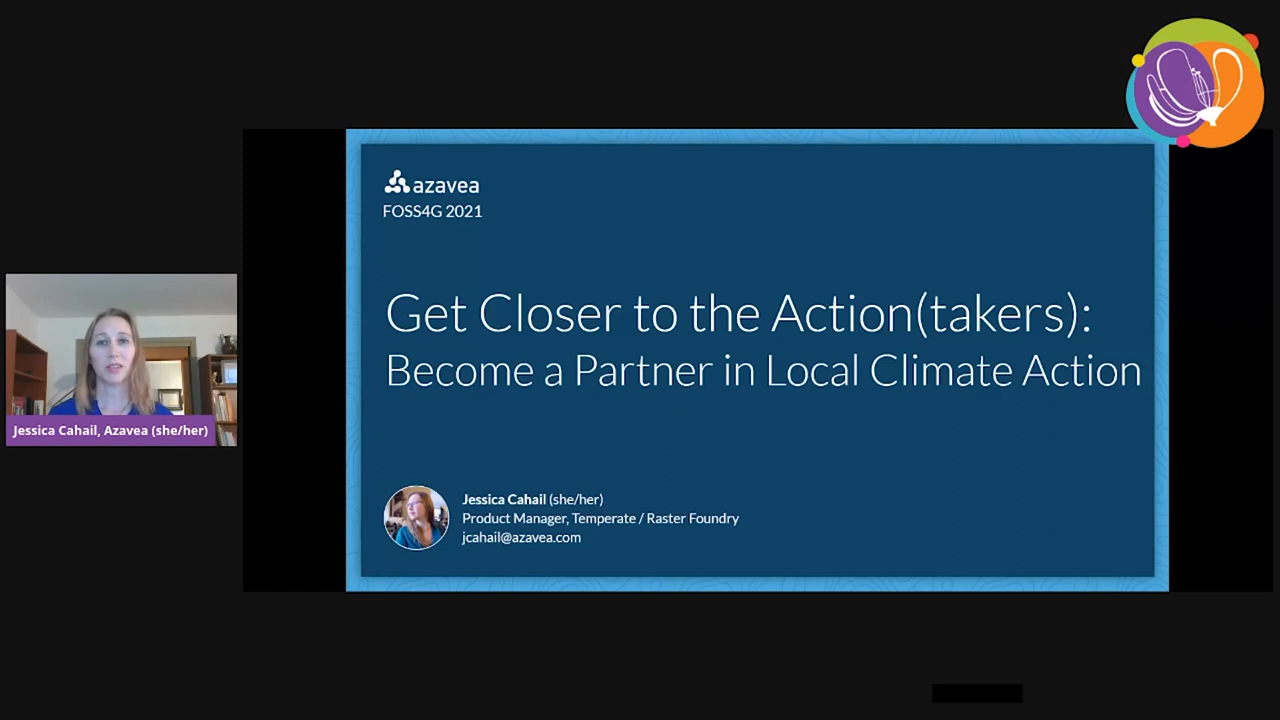 azavea
FOSS4G 2021
Get Closer to the Action(takers):
Become a Partner in Local Climate Action
Jessica Cahail (she/her)
Product Manager, Temperate / Raster Foundry
jcahail@azavea.com
Jessica Cahail, Azavea (she/her)